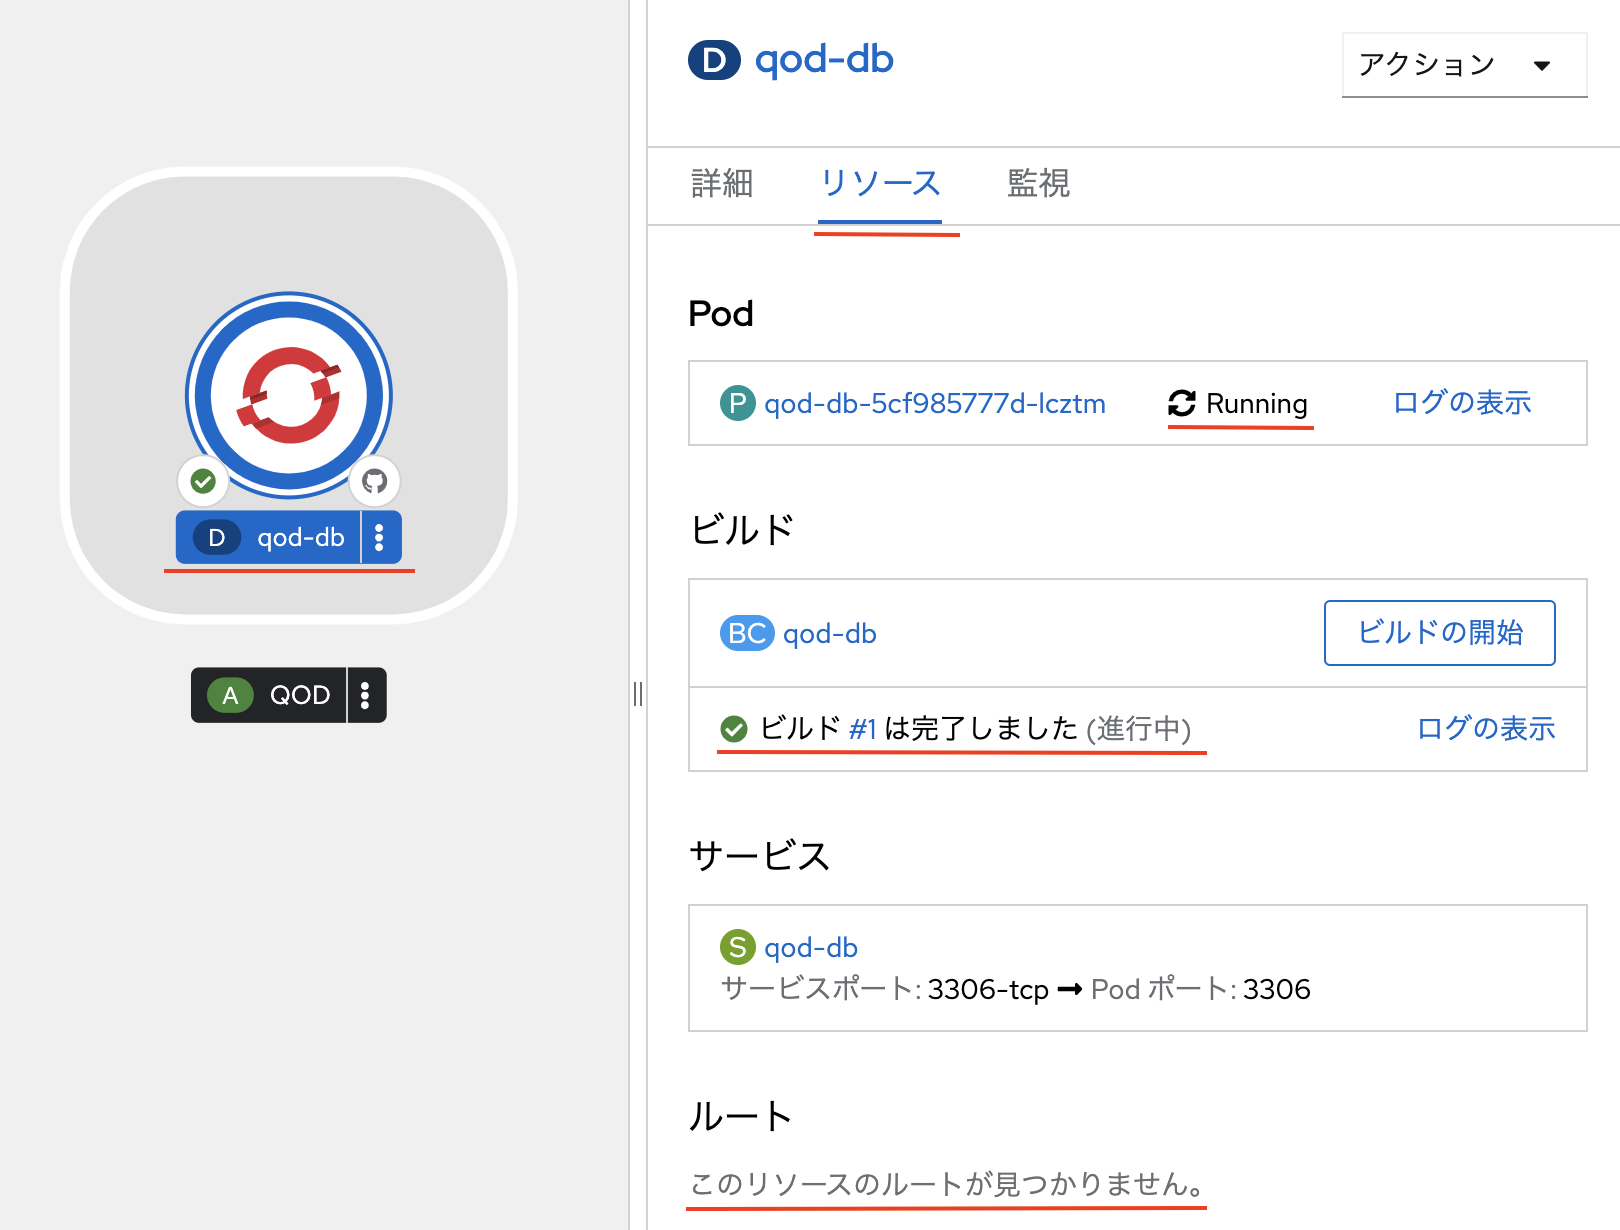 D qod-db
A QOD
D qod-db
アクション
詳細 リソース 監視
Pod
P qod-db-5cf985777d-lcztm Running ログの表示
ビルド
BC qod-db ビルドの開始
ビルド #1 は完了しました (進行中) ログの表示
サービス
S qod-db
サービスポート: 3306-tcp → Pod ポート: 3306
ルート
このリソースのルートが見つかりません。